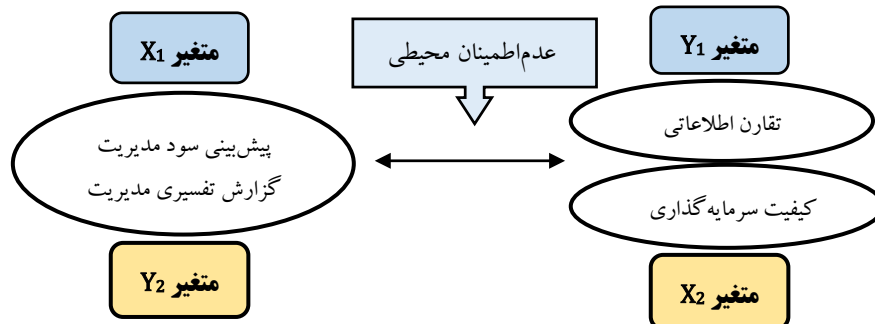 متغیر X1
عدم‌اطمینان محیطی
متغیر Y1
پیش‌بینی سود مدیریت
گزارش تفسیری مدیریت
تقارن اطلاعاتی
کیفیت سرمایه‌گذاری
متغیر Y2
متغیر X2